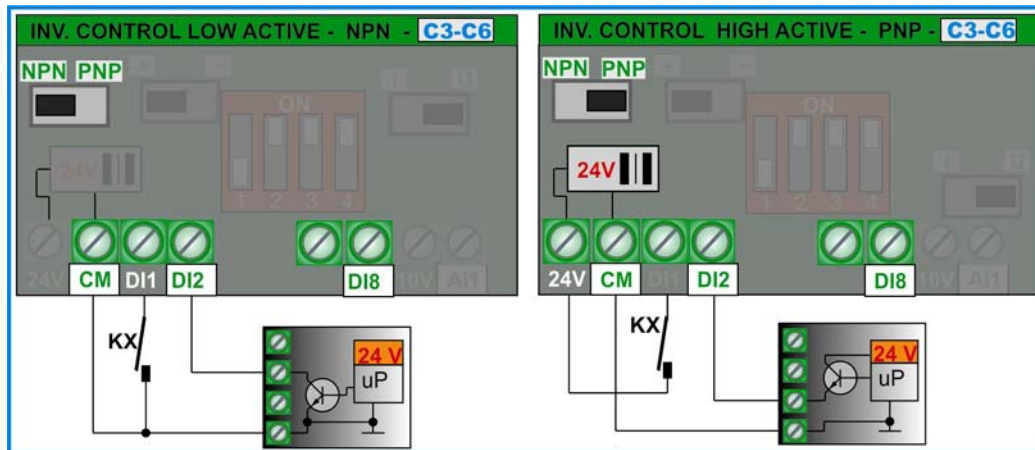 INV. CONTROL LOW ACTIVE - NPN - C3-C6
NPN PNP
ON
24V
1 2 3 4
24V CM DI1 DI2 DI8 10V AI1
KX
24 V
uP
INV. CONTROL HIGH ACTIVE - PNP - C3-C6
NPN PNP
I U
ON
24V
1 2 3 4
24V CM DI1 DI2 DI8 10V AI1
KX
24 V
uP